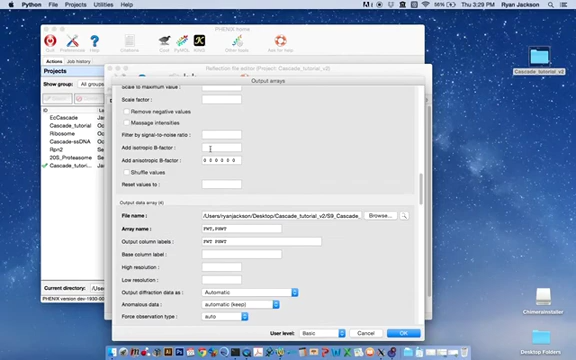 Python File Projects Utilities Help
56% Thu 3:29 PM Ryan Jackson
PHENIX home
Preferences Help Citations Coot PyMOL KiNG Other tools Ask for help
Actions Job history
Projects
Show group: All groups
ID
EcCascade
Cascade_tutorial
Ribosome
Cascade-ssDNA
Rpn2
20S_Proteasome
Cascade_tutori...
Current directory:
PHENIX version dev-1930-00
Reflection file editor (Project: Cascade_tutorial_v2)
Output arrays
Scale to maximum value :
Scale factor :
Remove negative values
Massage intensities
Filter by signal-to-noise ratio :
Add isotropic B-factor :
Add anisotropic B-factor : 0 0 0 0 0 0
Shuffle values
Reset values to :
Output data array (4)
File name : /Users/ryanjackson/Desktop/Cascade_tutorial_v2/S9_Cascade_ Browse...
Array name : FWT,PHWT
Output column labels : FWT PHWT
Base column label :
High resolution :
Low resolution :
Output diffraction data as : Automatic
Anomalous data : automatic (keep)
Force observation type : auto
User level: Basic Cancel OK
Cascade_tutorial_v2
ChimeraInstaller
Desktop Folders